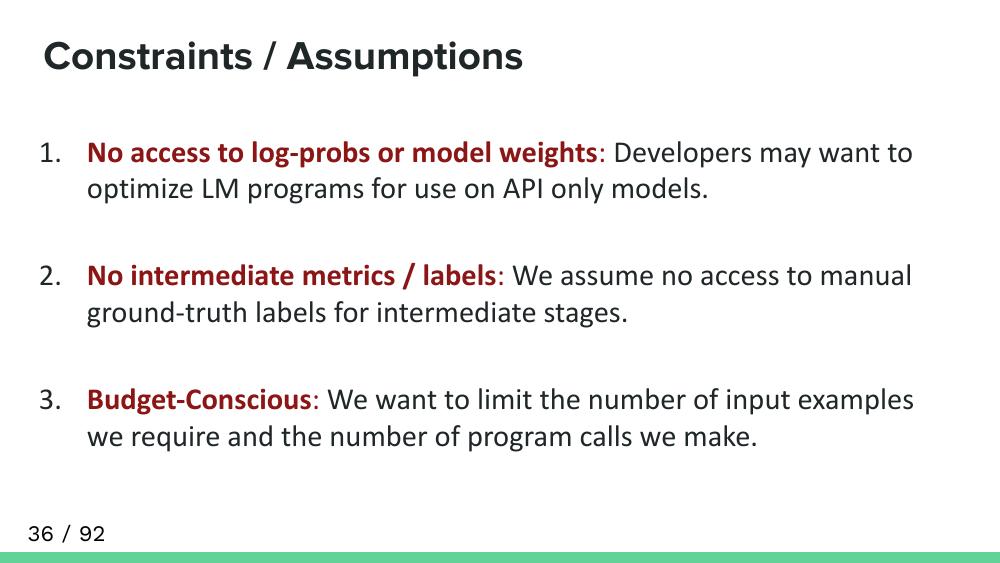 Constraints / Assumptions
1. No access to log-probs or model weights: Developers may want to
optimize LM programs for use on API only models.
2. No intermediate metrics / labels: We assume no access to manual
ground-truth labels for intermediate stages.
3. Budget-Conscious: We want to limit the number of input examples
we require and the number of program calls we make.
36 / 92